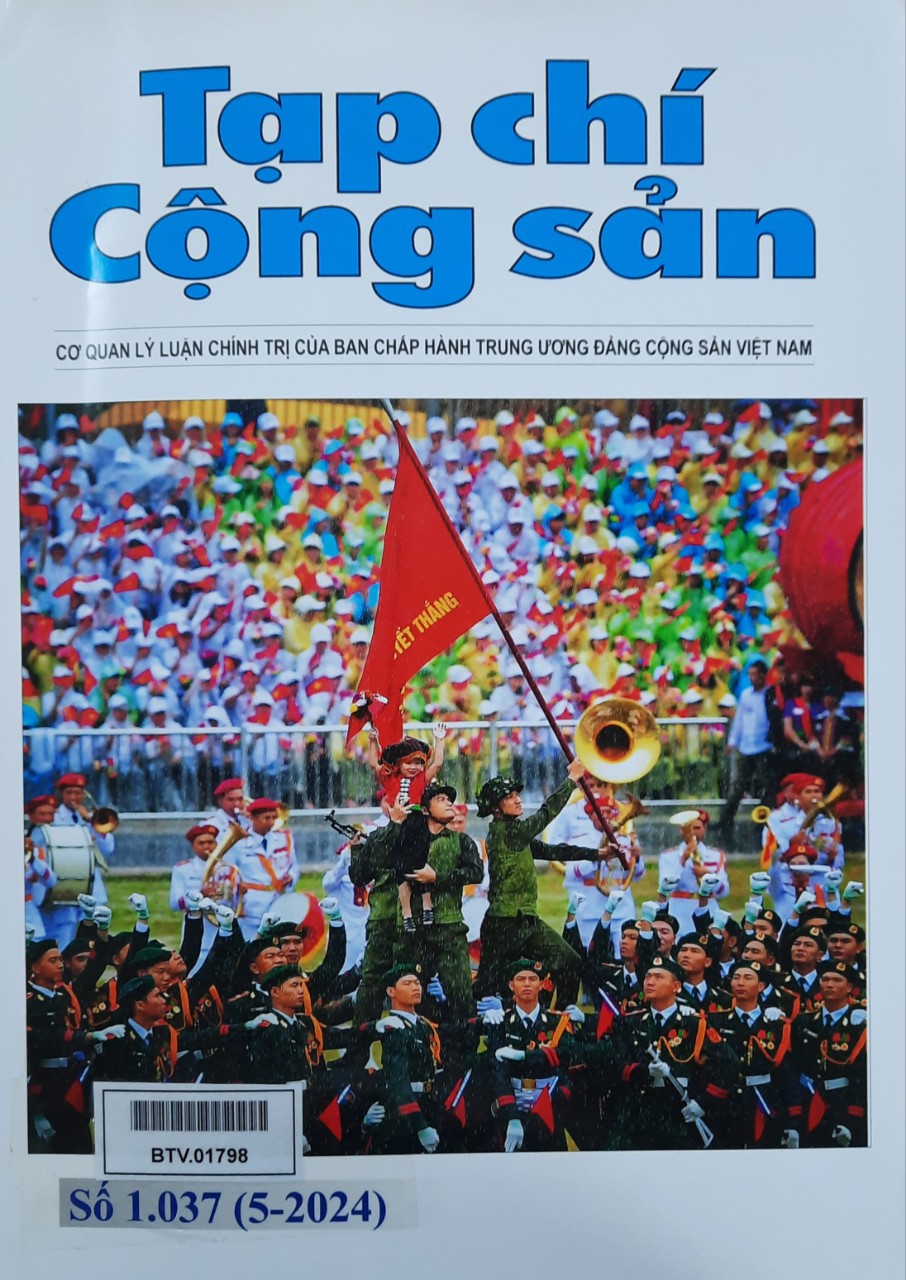 Tạp chí
Cộng sản
CƠ QUAN LÝ LUẬN CHÍNH TRỊ CỦA BAN CHẤP HÀNH TRUNG ƯƠNG ĐẢNG CỘNG SẢN VIỆT NAM
THẮNG
BTV.01798
Số 1.037 (5-2024)